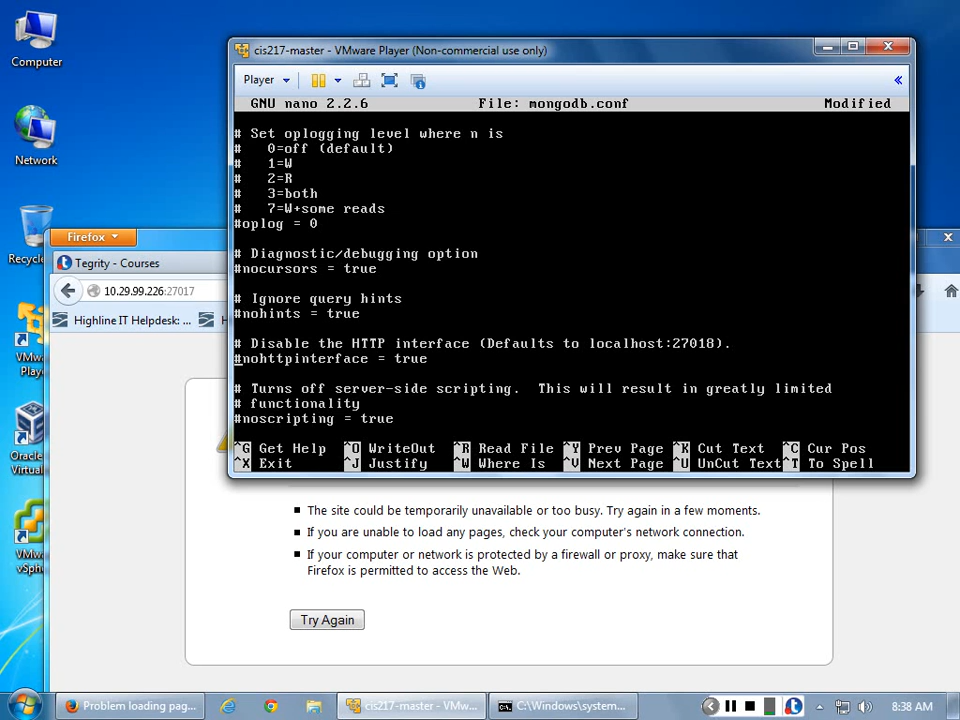 Computer
Network
Recycle
VMw
Play
Oracle
Virtual
VMw
vSph
cis217-master - VMware Player (Non-commercial use only)
Player
GNU nano 2.2.6 File: mongodb.conf Modified
# Set oplogging level where n is
# 0=off (default)
# 1=W
# 2=R
# 3=both
# 7=W+some reads
#oplog = 0
# Diagnostic/debugging option
#nocursors = true
# Ignore query hints
#nohints = true
# Disable the HTTP interface (Defaults to localhost:27018).
#nohttpinterface = true
# Turns off server-side scripting. This will result in greatly limited
# functionality
#noscripting = true
^G Get Help ^O WriteOut ^R Read File ^Y Prev Page ^K Cut Text ^C Cur Pos
^X Exit ^J Justify ^W Where Is ^V Next Page ^U UnCut Text ^T To Spell
Firefox
Tegrity - Courses
10.29.99.226:27017
Highline IT Helpdesk: ...
The site could be temporarily unavailable or too busy. Try again in a few moments.
If you are unable to load any pages, check your computer's network connection.
If your computer or network is protected by a firewall or proxy, make sure that
Firefox is permitted to access the Web.
Try Again
Problem loading pag...
cis217-master - VMw...
C:\Windows\system...
8:38 AM